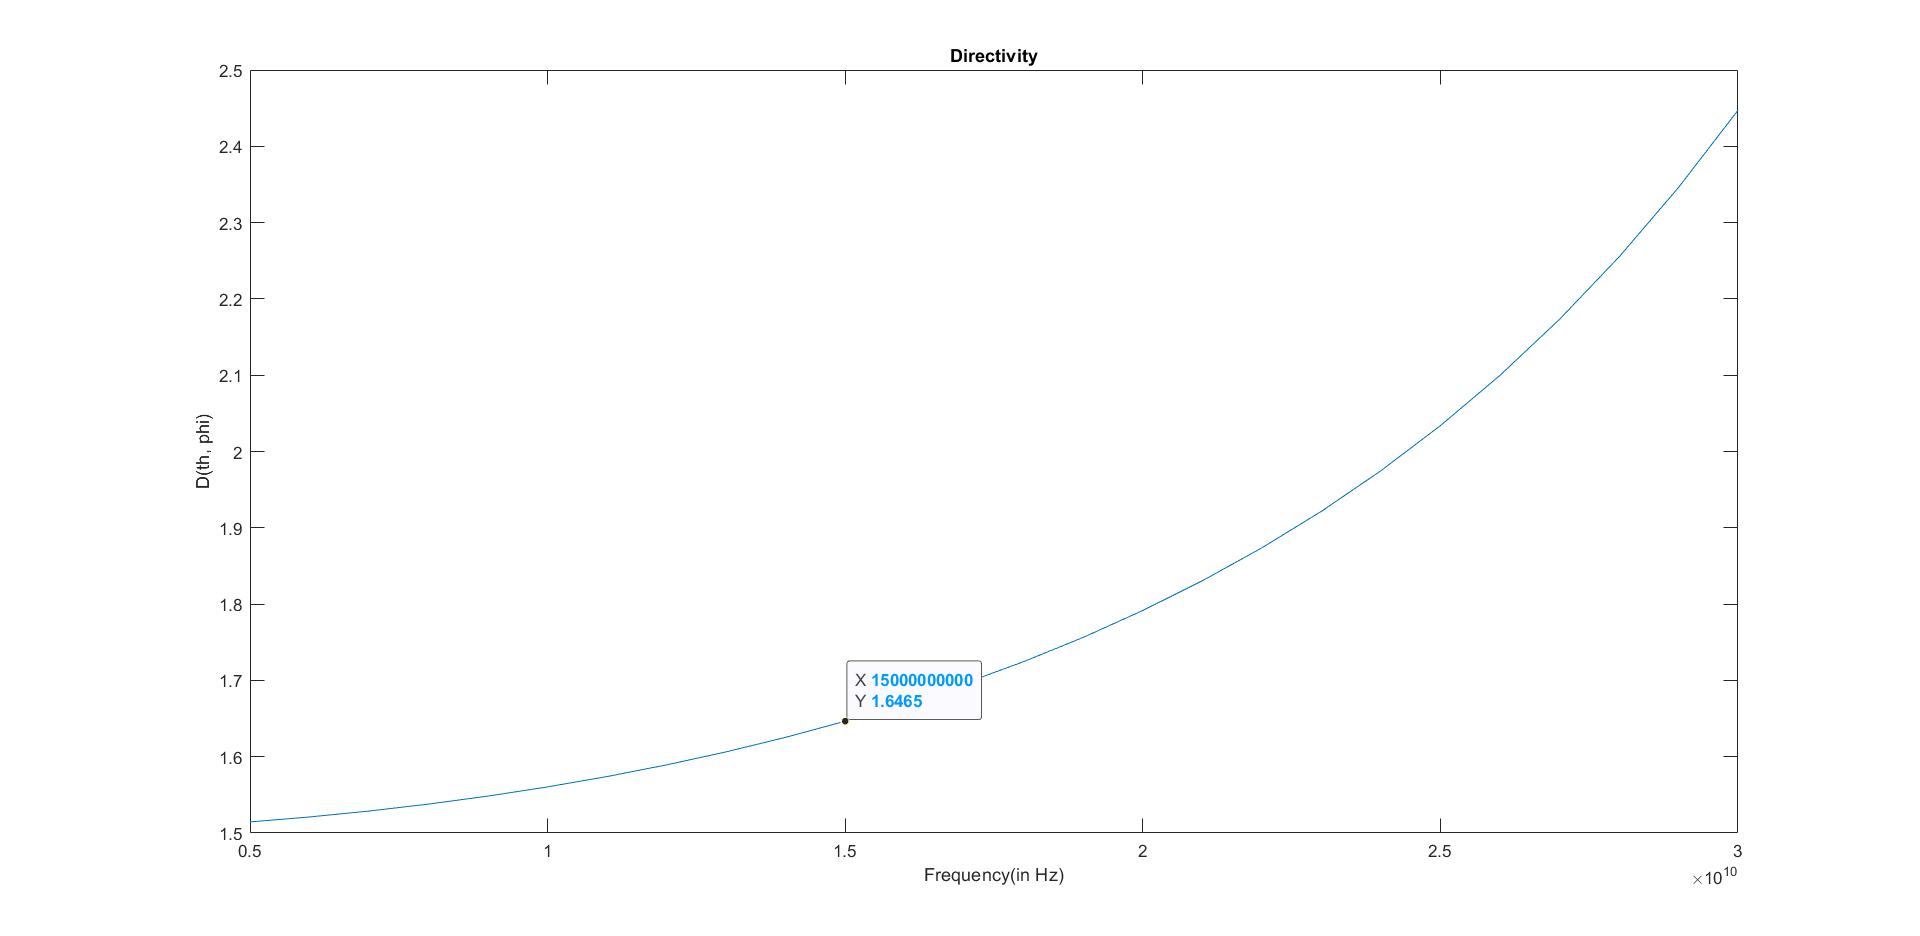 Directivity
2.5
2.4
2.3
2.2
2.1
2
1.9
1.8
1.7
1.6
1.5
D(th, phi)
X 15000000000
Y 1.6465
0.5 1 1.5 2 2.5 3
Frequency(in Hz)
×10^10